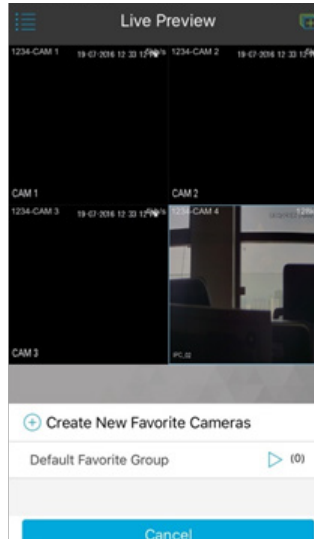 Live Preview
1234-CAM 1
19-07-2016 12 33 12
1234-CAM 2
19-07-2016 12 33 12
CAM 1
CAM 2
1234-CAM 3
19-07-2016 12 33 12
1234-CAM 4
CAM 3
IPC_02
Create New Favorite Cameras
Default Favorite Group
(0)
Cancel